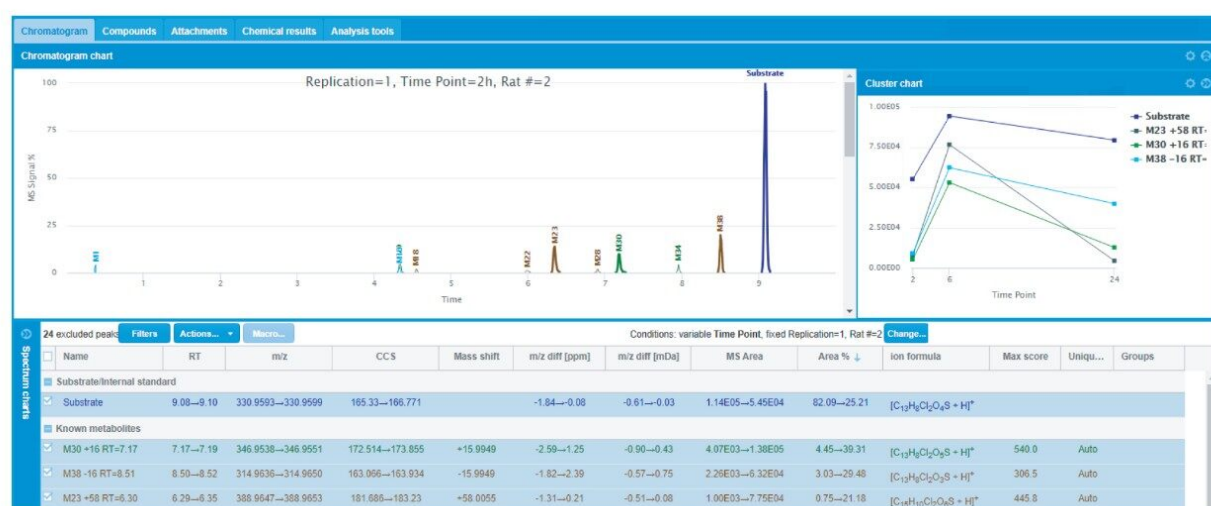 Chromatogram Compounds Attachments Chemical results Analysis tools
Chromatogram chart
Replication=1, Time Point=2h, Rat #=2
Substrate
100
75
50
25
0
MS Signal %
M1
M18
M22
M23
M28
M30
M34
M38
1 2 3 4 5 6 7 8 9
Time
Cluster chart
1.00E05
7.50E04
5.00E04
2.50E04
0.00E00
2 6 24
Time Point
Substrate
M23 +58 RT
M30 +16 RT
M38 -16 RT
24 excluded peaks Filters Actions... Macro... Conditions: variable Time Point, fixed Replication=1, Rat #=2 Change...
Spectrum charts
Name RT m/z CCS Mass shift m/z diff [ppm] m/z diff [mDa] MS Area Area % ↓ ion formula Max score Uniqu... Groups
Substrate/Internal standard
Substrate 9.08→9.10 330.9593→330.9599 165.33→166.771 -1.84→-0.08 -0.61→-0.03 1.14E05→5.45E04 82.09→25.21 [C₁₃H₈Cl₂O₄S + H]⁺
Known metabolites
M30 +16 RT=7.17 7.17→7.19 346.9538→346.9551 172.514→173.855 +15.9949 -2.59→1.25 -0.90→0.43 4.07E03→1.38E05 4.45→39.31 [C₁₃H₈Cl₂O₅S + H]⁺ 540.0 Auto
M38 -16 RT=8.51 8.50→8.52 314.9636→314.9650 163.066→163.934 -15.9949 -1.82→2.39 -0.57→0.75 2.26E03→6.32E04 3.03→29.48 [C₁₃H₈Cl₂O₃S + H]⁺ 306.5 Auto
M23 +58 RT=6.30 6.29→6.35 388.9647→388.9653 181.686→183.23 +58.0055 -1.31→0.21 -0.51→0.08 1.00E03→7.75E04 0.75→21.18 [C₁₅H₁₀Cl₂O₆S + H]⁺ 445.8 Auto